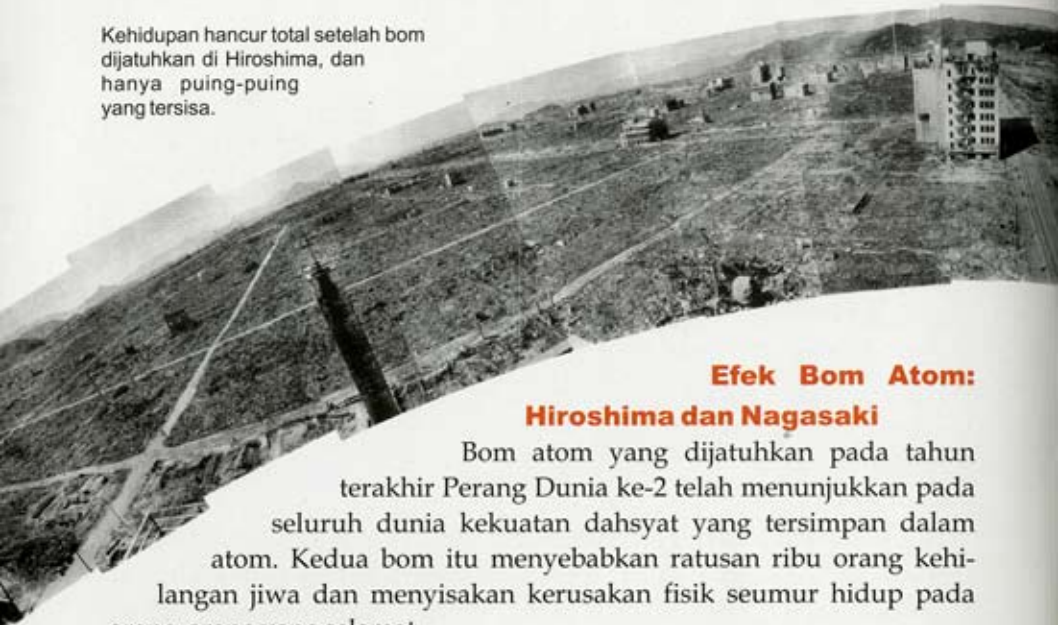 Kehidupan hancur total setelah bom
dijatuhkan di Hiroshima, dan
hanya puing-puing
yang tersisa.
Efek Bom Atom:
Hiroshima dan Nagasaki
Bom atom yang dijatuhkan pada tahun
terakhir Perang Dunia ke-2 telah menunjukkan pada
seluruh dunia kekuatan dahsyat yang tersimpan dalam
atom. Kedua bom itu menyebabkan ratusan ribu orang kehi-
langan jiwa dan menyisakan kerusakan fisik seumur hidup pada